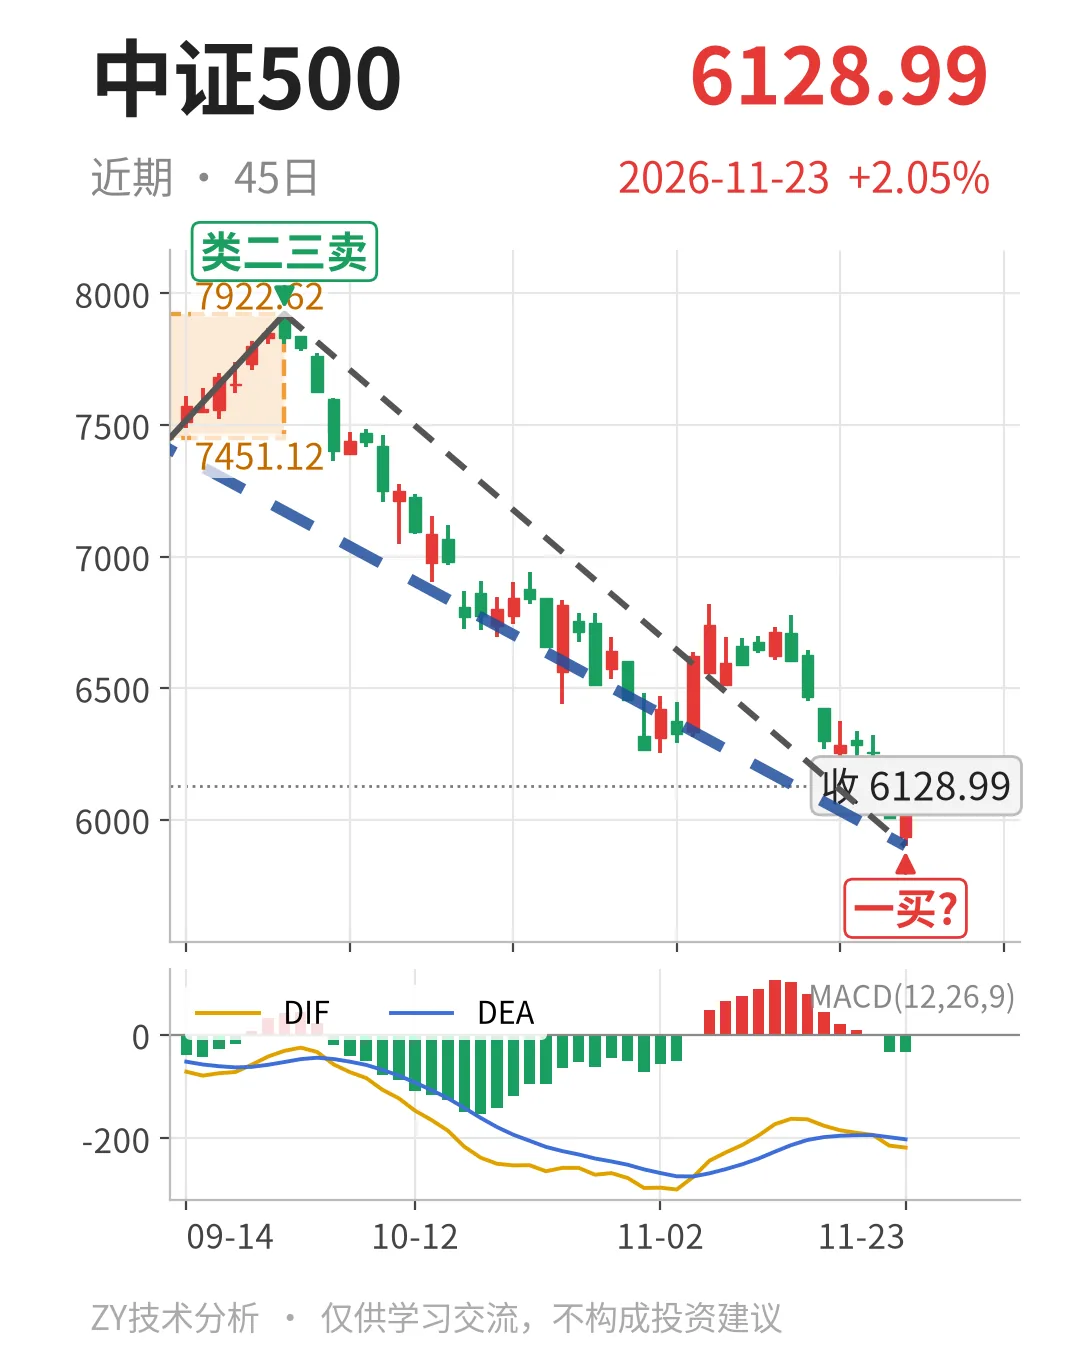 中证500
6128.99
近期 · 45日
2026-11-23 +2.05%
类二三卖
7922.62
7451.12
8000
7500
7000
6500
6000
收 6128.99
一买?
DIF
DEA
MACD(12,26,9)
0
-200
09-14
10-12
11-02
11-23
ZY技术分析 · 仅供学习交流，不构成投资建议